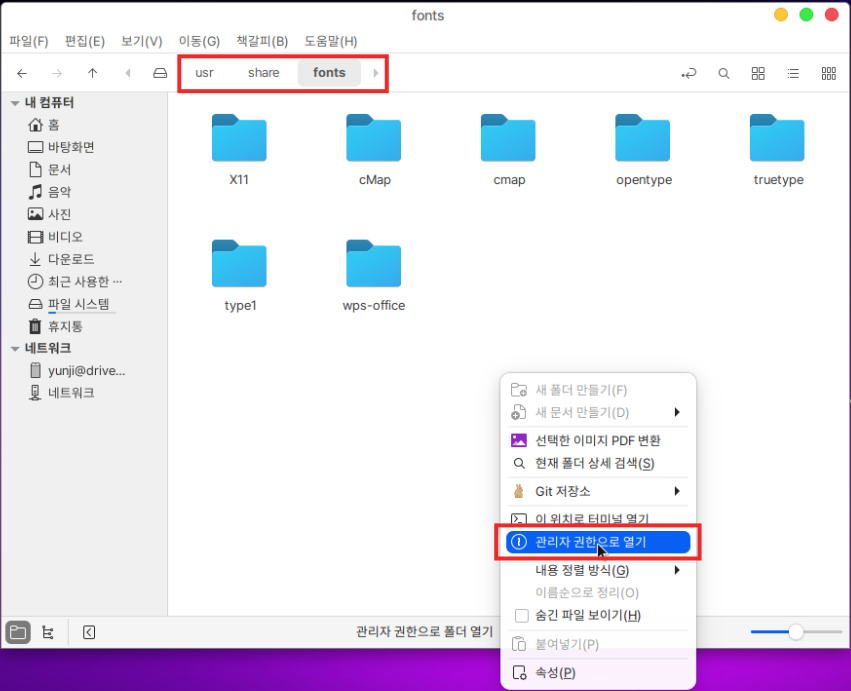 fonts
파일(F) 편집(E) 보기(V) 이동(G) 책갈피(B) 도움말(H)
usr share fonts
내 컴퓨터
홈
바탕화면
문서
음악
사진
비디오
다운로드
최근 사용한 ···
파일 시스템
휴지통
네트워크
yunji@drive...
네트워크
X11 cMap cmap opentype truetype
type1 wps-office
새 폴더 만들기(F)
새 문서 만들기(D)
선택한 이미지 PDF 변환
현재 폴더 상세 검색(S)
Git 저장소
이 위치로 터미널 열기
관리자 권한으로 열기
내용 정렬 방식(G)
이름순으로 정리(O)
숨긴 파일 보이기(H)
붙여넣기(P)
속성(P)
관리자 권한으로 폴더 열기